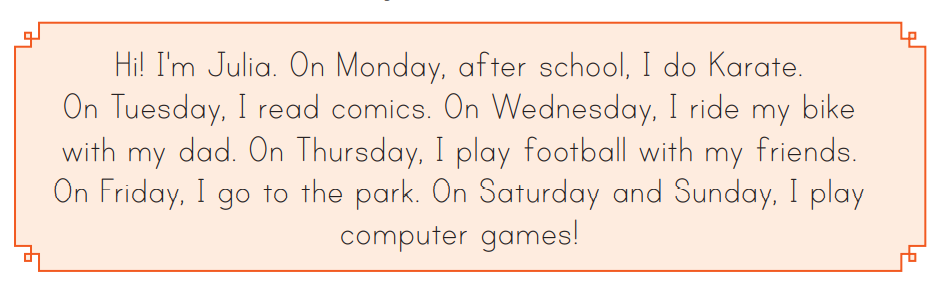 Hi! I'm Julia. On Monday, after school, I do Karate.
On Tuesday, I read comics. On Wednesday, I ride my bike
with my dad. On Thursday, I play football with my friends.
On Friday, I go to the park. On Saturday and Sunday, I play
computer games!